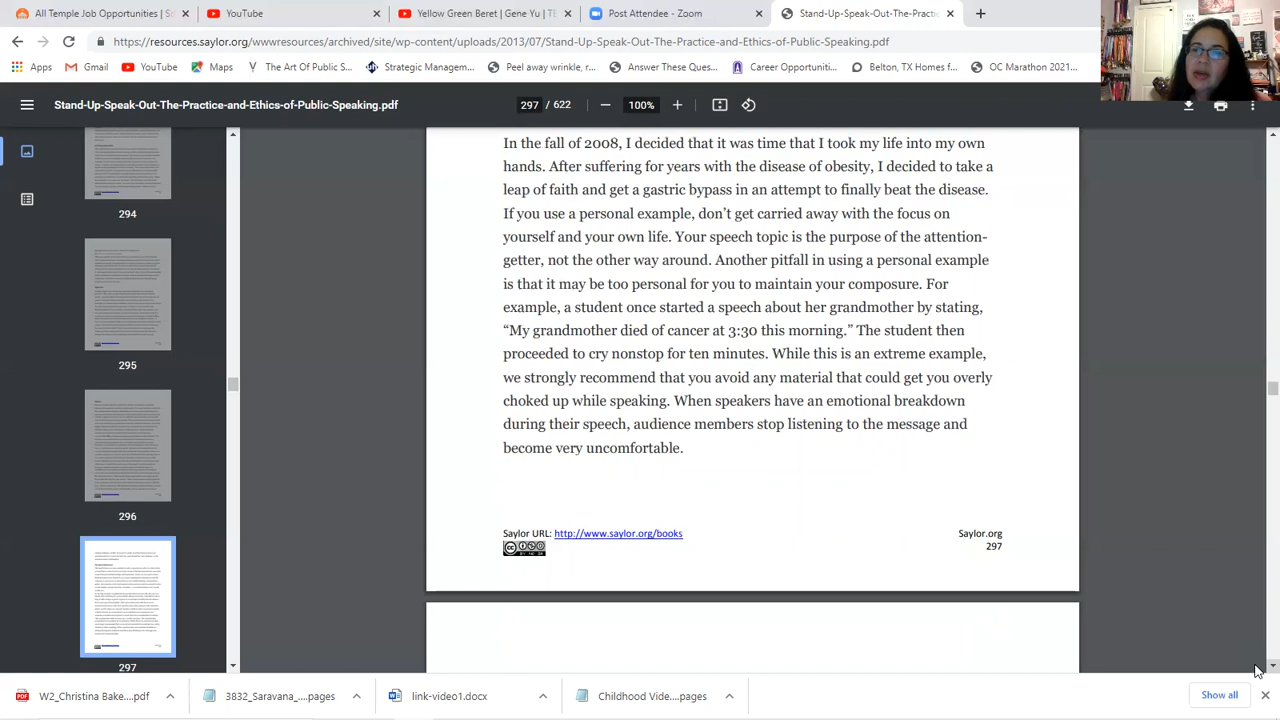 All Temple Job Opportunities | So
YouTube
Yelling Goat Bennet Gene Yu | Th
Post Attendee - Zoom
Stand-Up-Speak-Out-The-Practic
https://resources.saylor.org/wwwresources/archived/site/wp-content/uploads/2013/07/Stand-Up-Speak-Out-The-Practice-and-Ethics-of-Public-Speaking.pdf
Apps
Gmail
YouTube
Maps
The Art Of Public S...
Strategic Managem...
Greenawaywinkle, r...
Answer These Ques...
Career Opportuniti...
Belton, TX Homes f...
OC Marathon 2021...
Stand-Up-Speak-Out-The-Practice-and-Ethics-of-Public-Speaking.pdf
297 / 622
100%
294
295
296
297
In the fall of 2008, I decided that it was time that I took my life into my own
hands. After suffering for years with the disease of obesity, I decided to take a
leap of faith and get a gastric bypass in an attempt to finally beat the disease.
If you use a personal example, don't get carried away with the focus on
yourself and your own life. Your speech topic is the purpose of the attention-
getter, not the other way around. Another pitfall in using a personal example
is that it may be too personal for you to maintain your composure. For
example, a student once started a speech about her grandmother by stating,
“My grandmother died of cancer at 3:30 this morning.” The student then
proceeded to cry nonstop for ten minutes. While this is an extreme example,
we strongly recommend that you avoid any material that could get you overly
choked up while speaking. When speakers have an emotional breakdown
during their speech, audience members stop listening to the message and
become very uncomfortable.
Saylor URL: http://www.saylor.org/books
Saylor.org
297
W2_Christina Bake....pdf
3832_Saravana_....pages
link-video1.docx
Childhood Vide....pages
Show all